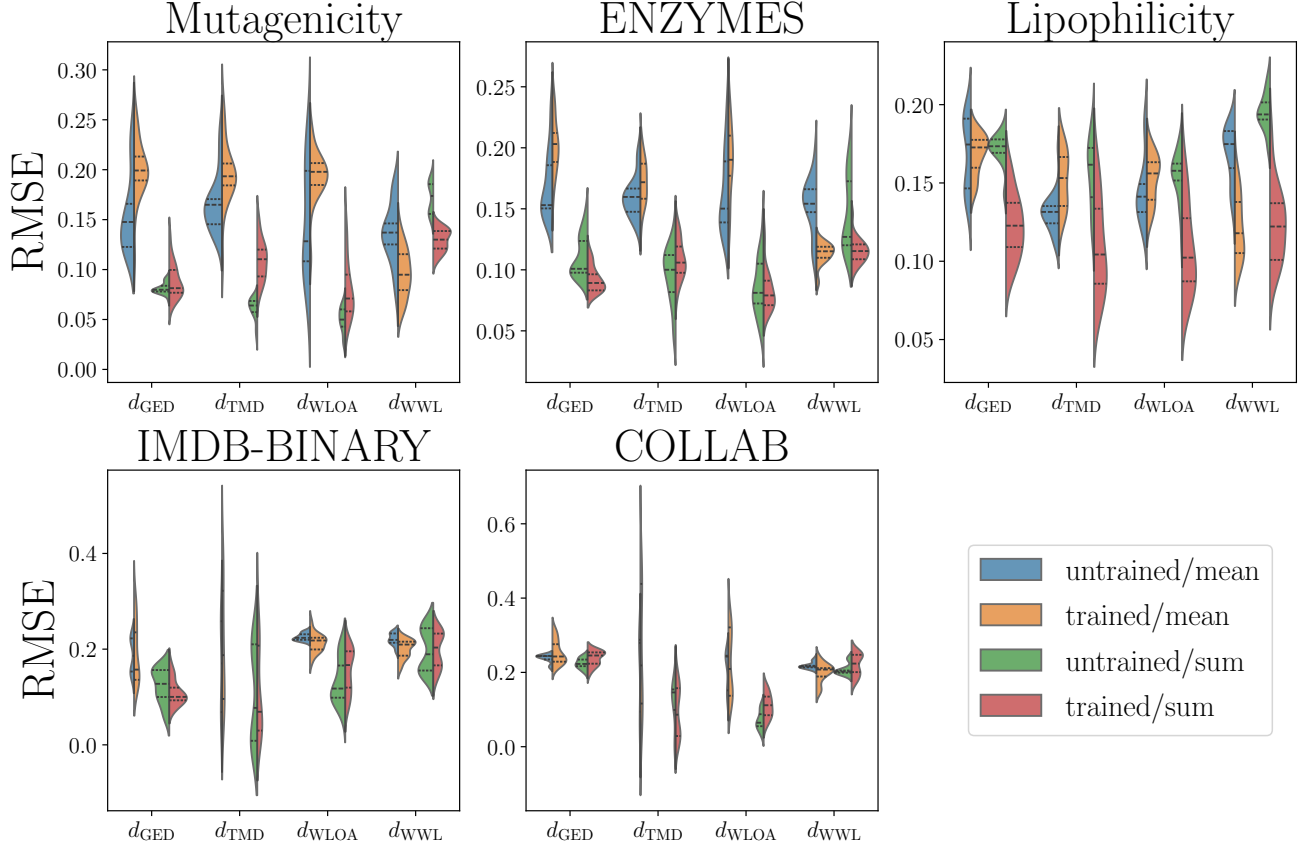 Mutagenicity
ENZYMES
Lipophilicity
RMSE
0.30
0.25
0.20
0.15
0.10
0.05
0.00
d_GED
d_TMD
d_WLOA
d_WWL
0.25
0.20
0.15
0.10
0.05
d_GED
d_TMD
d_WLOA
d_WWL
0.20
0.15
0.10
0.05
d_GED
d_TMD
d_WLOA
d_WWL
IMDB-BINARY
COLLAB
RMSE
0.4
0.2
0.0
d_GED
d_TMD
d_WLOA
d_WWL
0.6
0.4
0.2
0.0
d_GED
d_TMD
d_WLOA
d_WWL
untrained/mean
trained/mean
untrained/sum
trained/sum